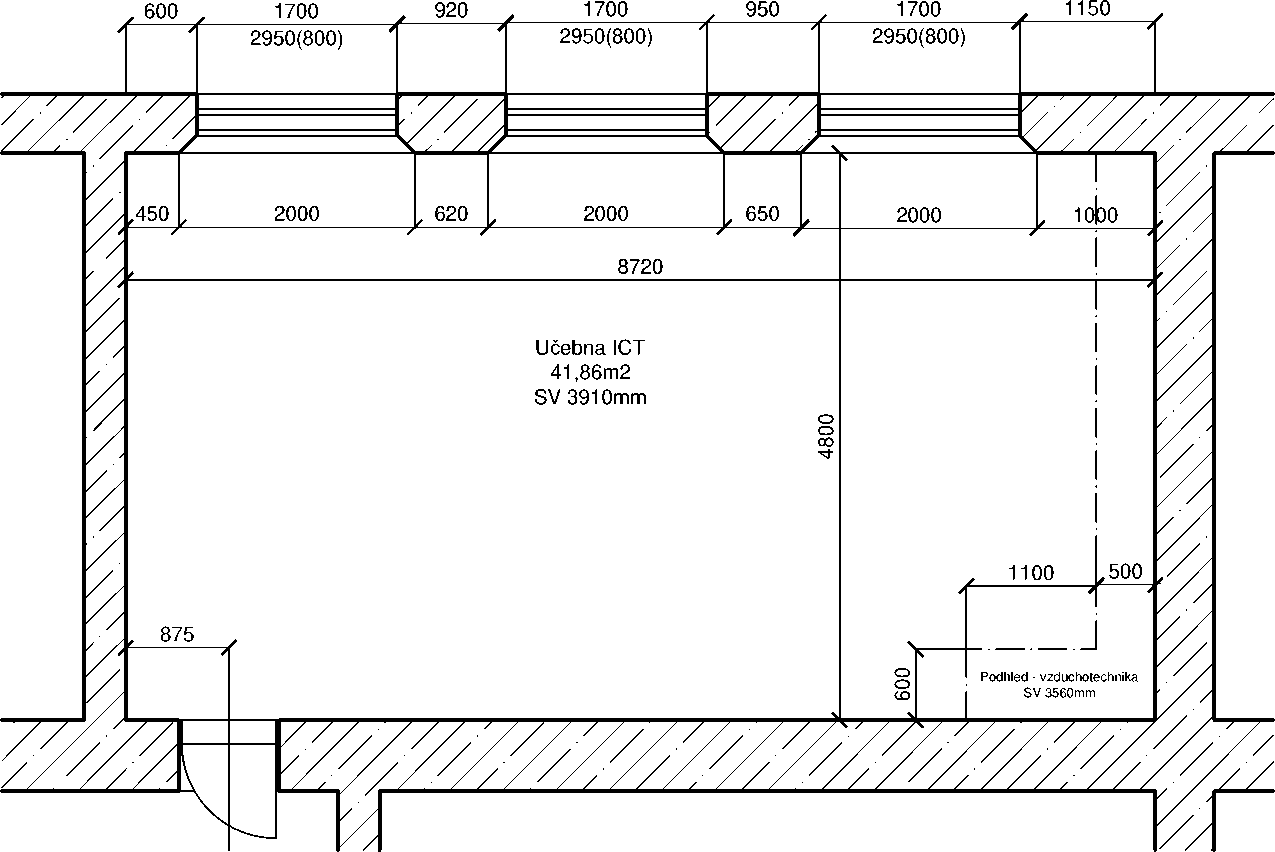 600 1700 920 1700 950 1700 1150
2950(800) 2950(800) 2950(800)
450 2000 620 2000 650 2000 1000
8720
Učebna ICT
41,86m2
SV 3910mm
4800
1100 500
875
600
Podhled - vzduchotechnika
SV 3560mm